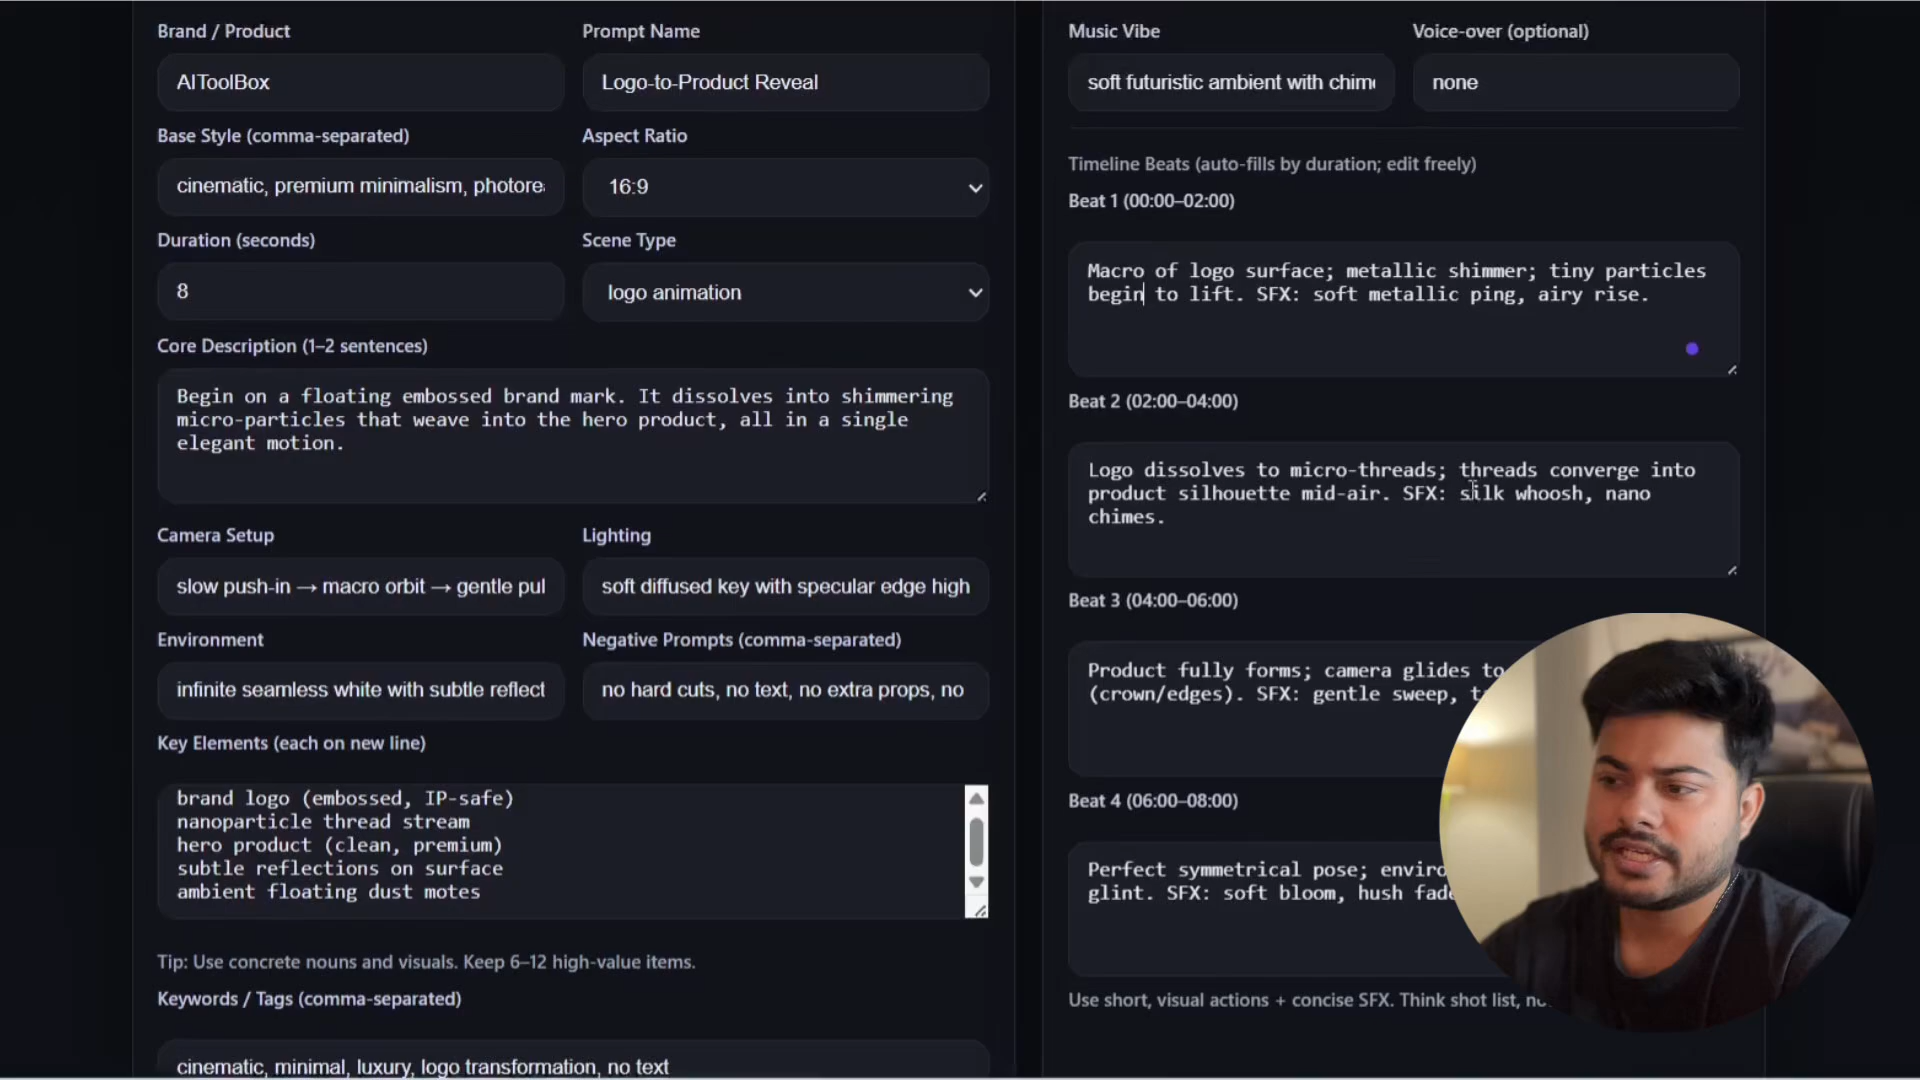 Brand / Product
AIToolBox
Prompt Name
Logo-to-Product Reveal
Base Style (comma-separated)
cinematic, premium minimalism,
Aspect Ratio
16:9
Duration (seconds)
8
Scene Type
logo animation
Core Description (1–2 sentences)
Begin on a floating embossed brand mark. It dissolves into shimmering
micro-particles that weave into the hero product, all in a single
elegant motion.
Camera Setup
slow push-in → macro orbit → gentle
Lighting
soft diffused key with specular edge
Environment
infinite seamless white with subtle
Negative Prompts (comma-separated)
no hard cuts, no text, no extra props, no
Key Elements (each on new line)
brand logo (embossed, IP-safe)
nanoparticle thread stream
hero product (clean, premium)
subtle reflections on surface
ambient floating dust motes
Tip: Use concrete nouns and visuals. Keep 6–12 high-value items.
Keywords / Tags (comma-separated)
cinematic, minimal, luxury, logo transformation, no text
Music Vibe
soft futuristic ambient with
Voice-over (optional)
none
Timeline Beats (auto-fills by duration; edit freely)
Beat 1 (00:00–02:00)
Macro of logo surface; metallic shimmer; tiny particles
begin to lift. SFX: soft metallic ping, airy rise.
Beat 2 (02:00–04:00)
Logo dissolves to micro-threads; threads converge into
product silhouette mid-air. SFX: silk whoosh, nano
chimes.
Beat 3 (04:00–06:00)
Product fully forms; camera glides to
(crown/edges). SFX: gentle sweep,
Beat 4 (06:00–08:00)
Perfect symmetrical pose;
glint. SFX: soft bloom, hush
Use short, visual actions + concise SFX. Think shot list,